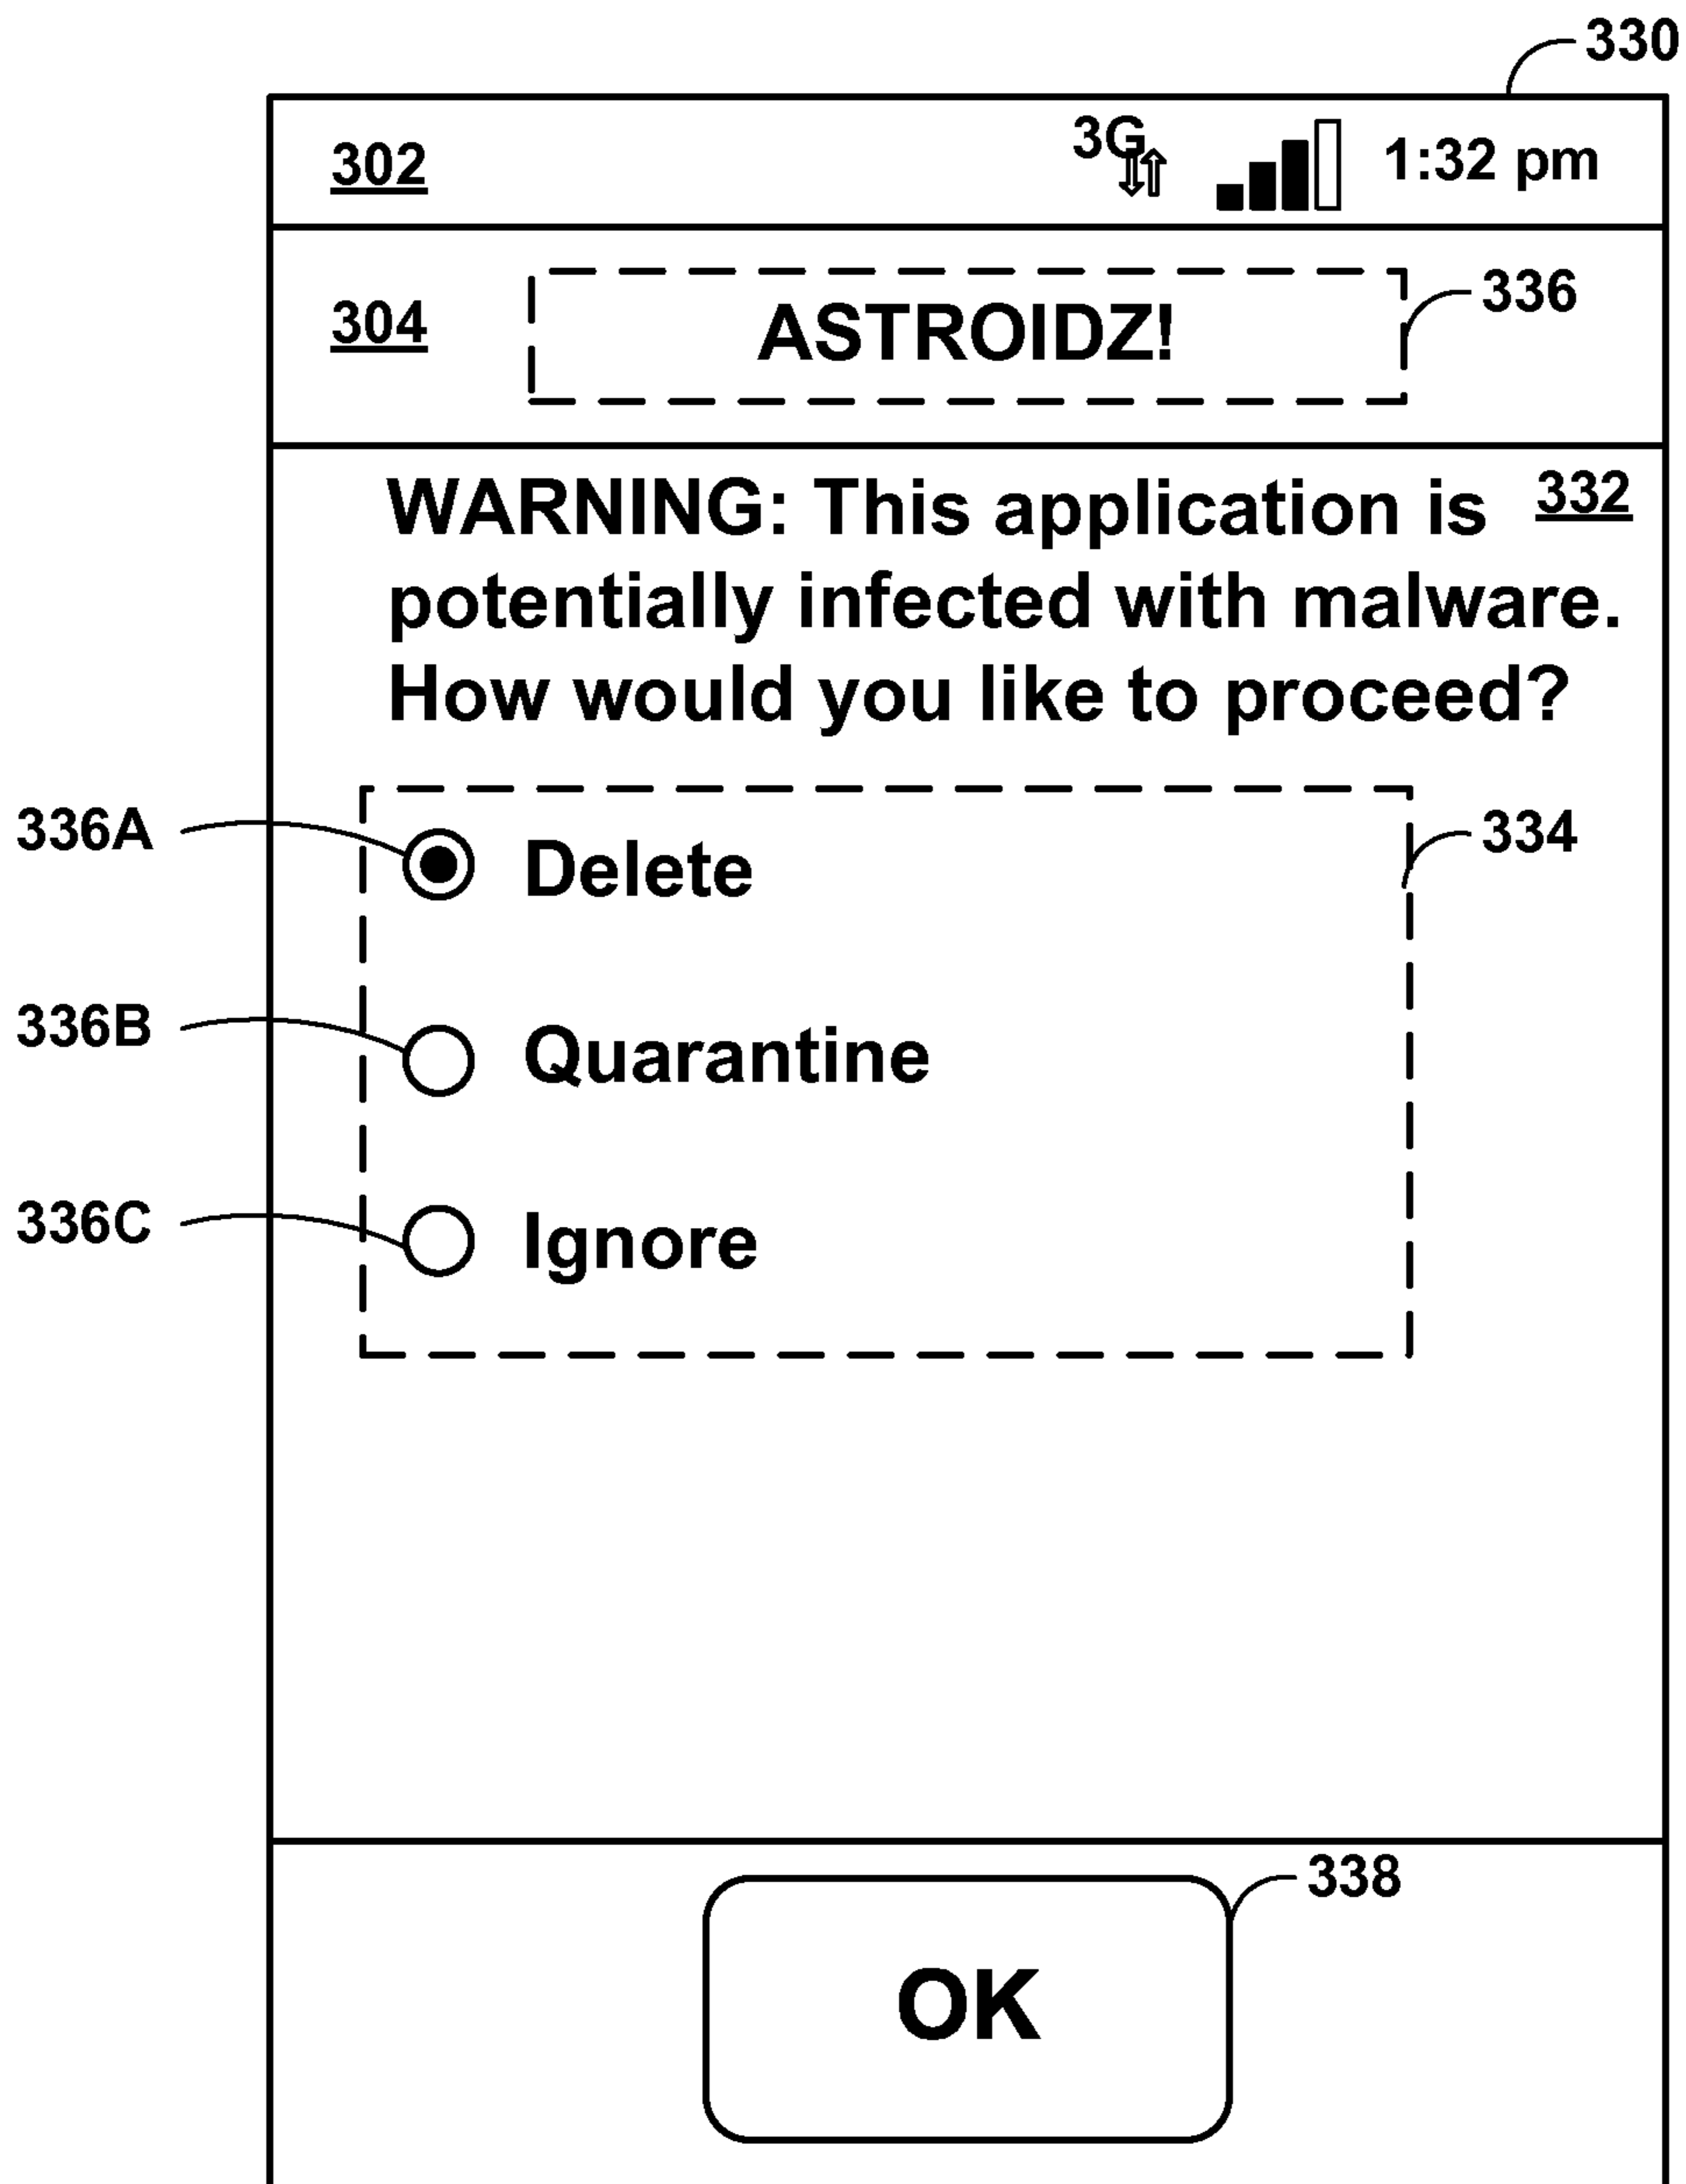 330
302 3G 1:32 pm
304 ASTROIDZ! 336
WARNING: This application is 332
potentially infected with malware.
How would you like to proceed?
336A Delete 334
336B Quarantine
336C Ignore
338
OK